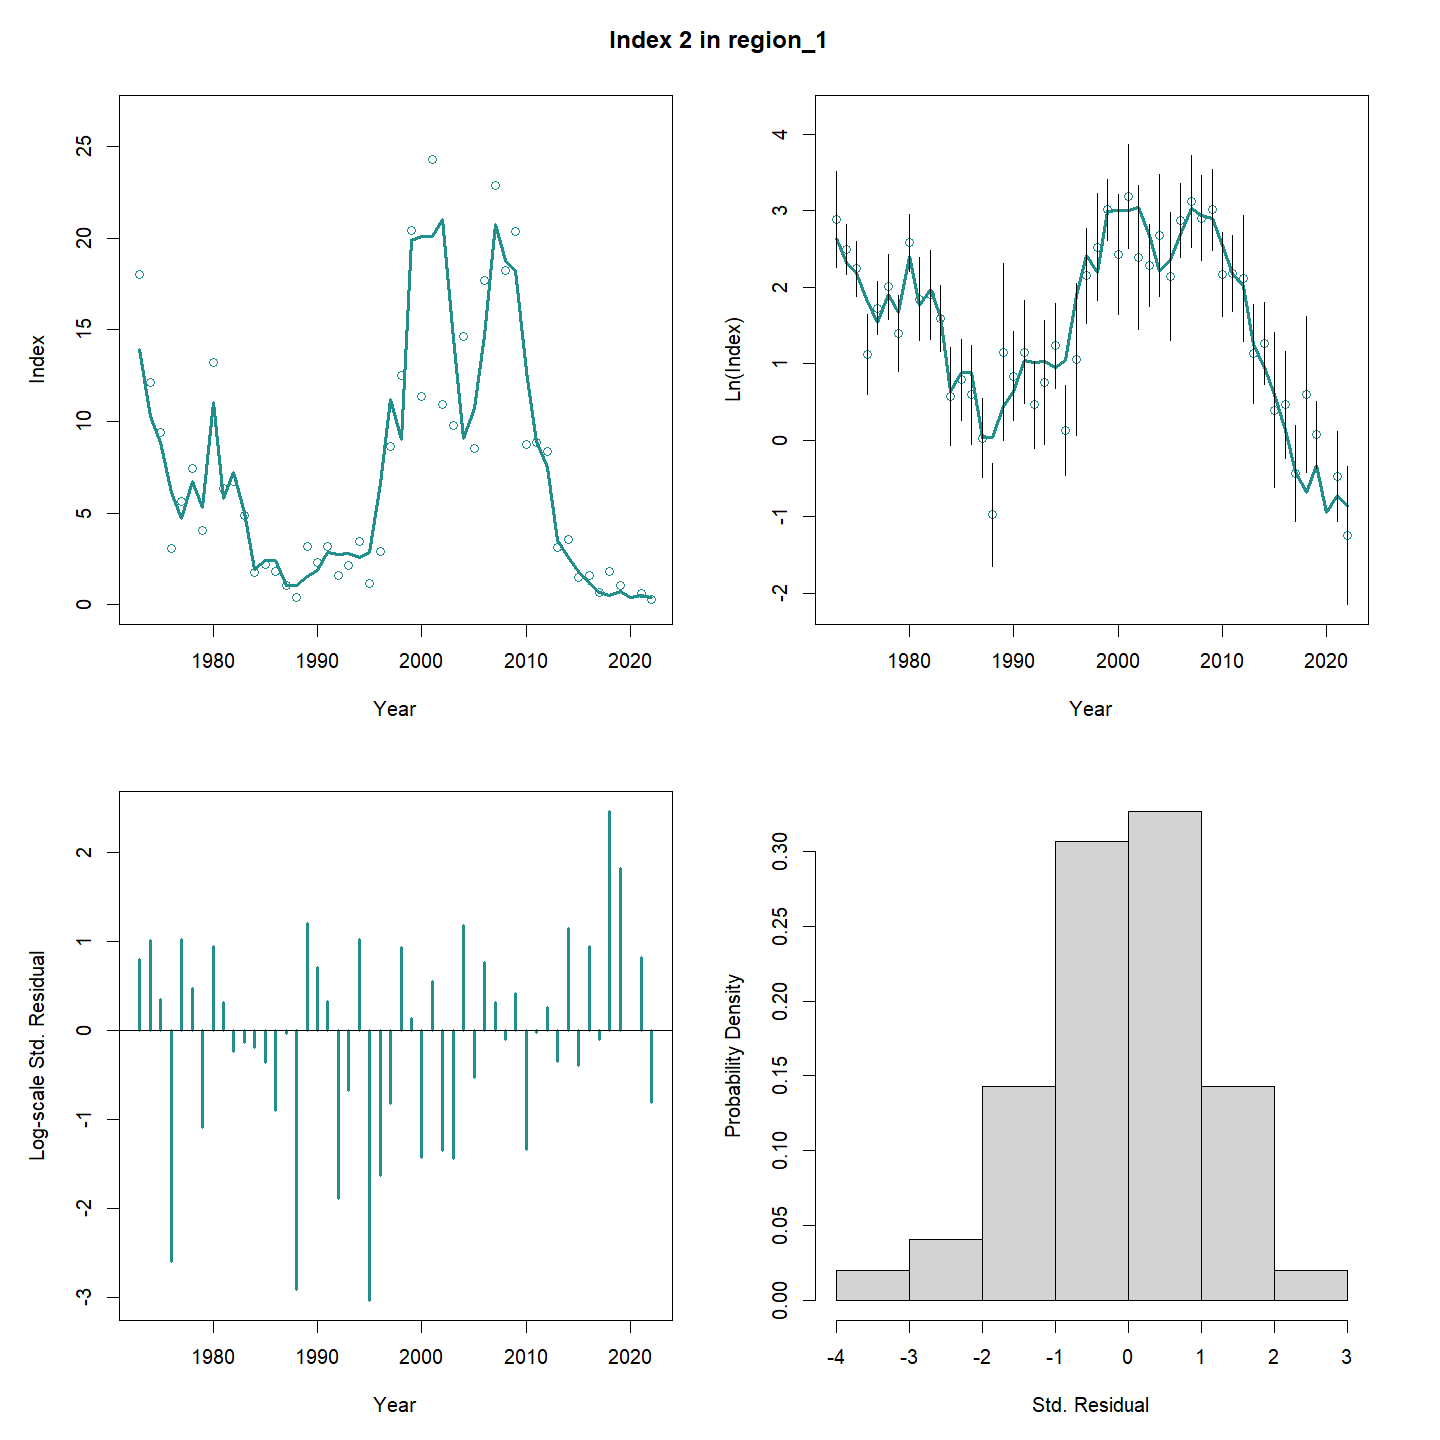 Index 2 in region_1
Index
25
20
15
10
5
0
1980 1990 2000 2010 2020
Year
Ln(Index)
4
3
2
1
0
-1
-2
1980 1990 2000 2010 2020
Year
Log-scale Std. Residual
2
1
0
-1
-2
-3
1980 1990 2000 2010 2020
Year
Probability Density
0.30
0.25
0.20
0.15
0.10
0.05
0.00
-4 -3 -2 -1 0 1 2 3
Std. Residual